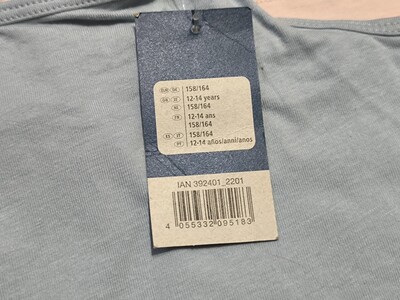 158/164
12-14 years
158/164
12-14 ans
158/164
158/164
12-14 años/anni/anos
IAN 392401_2201
4 055332 095183